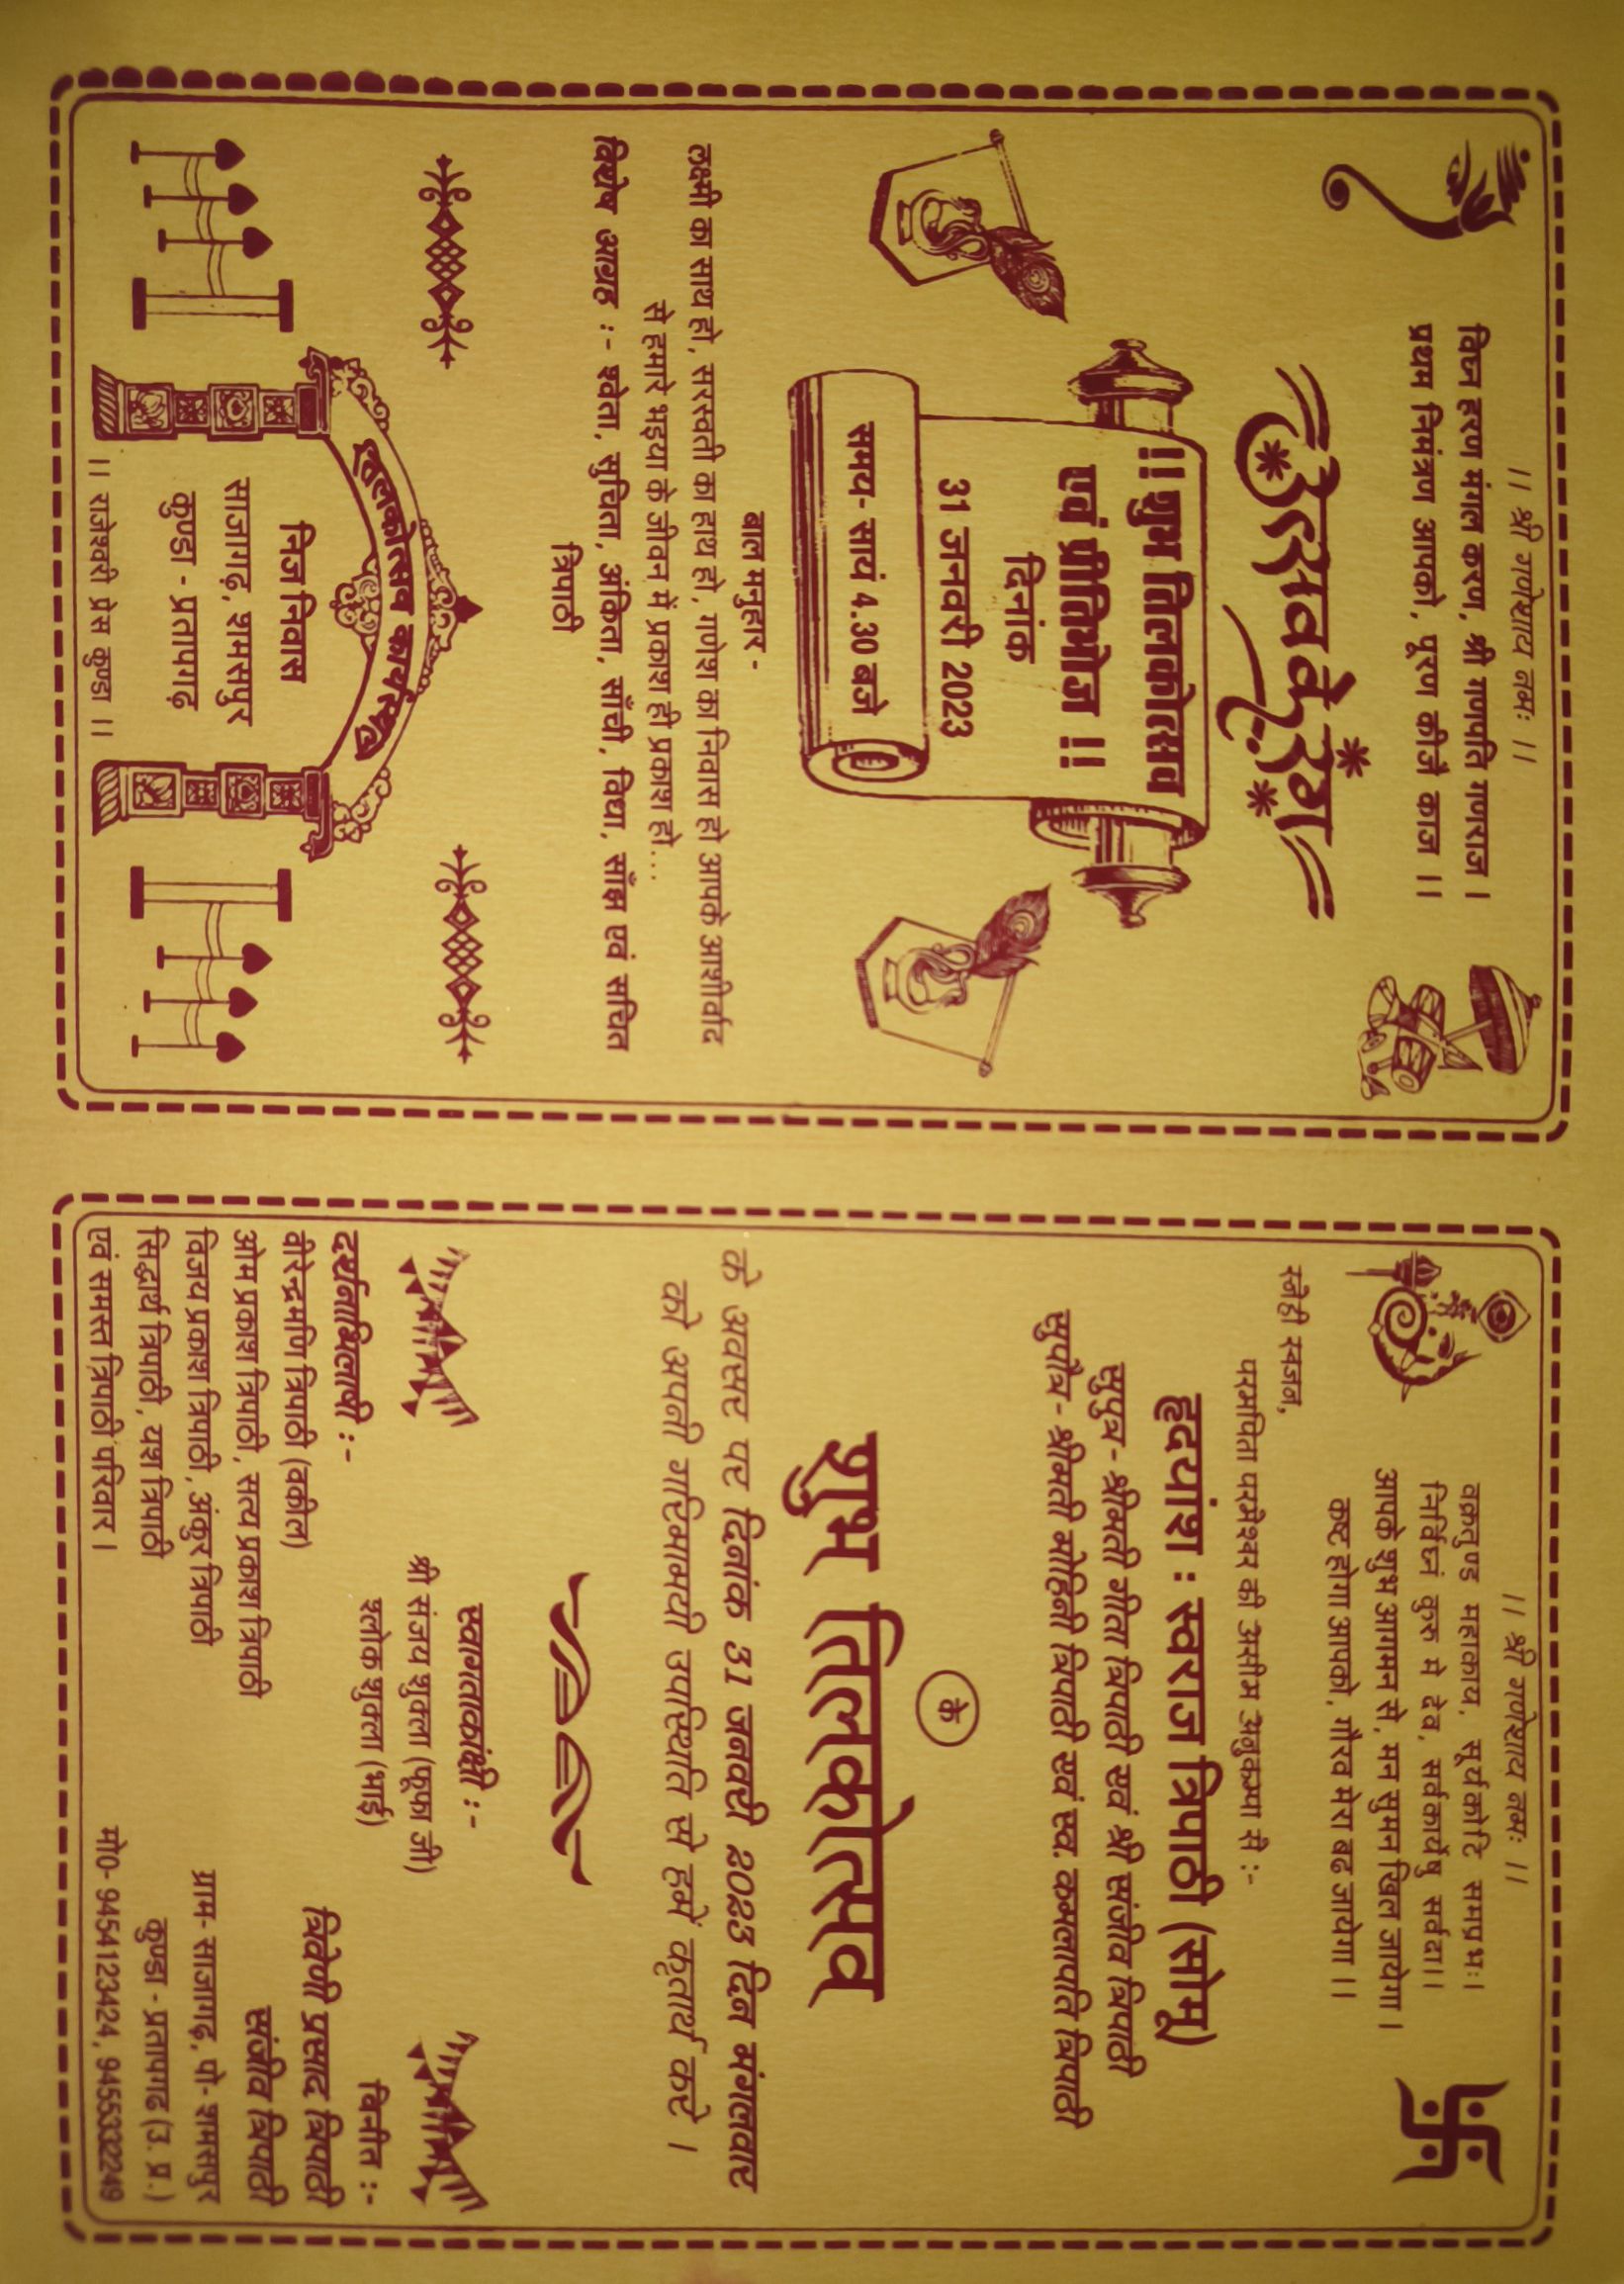 ।। श्री गणेशाय नमः ।।
विघ्न हरण मंगल करण, श्री गणपति गणराज ।
प्रथम निमंत्रण आपको, पूरण कीजै काज ।।
उत्सव के रंग
!! शुभ तिलकोत्सव
एवं प्रीतिभोज !!
दिनांक
31 जनवरी 2023
समय- सायं 4.30 बजे
बाल मनुहार -
लक्ष्मी का साथ हो, सरस्वती का हाथ हो, गणेश का निवास हो आपके आशीर्वाद
से हमारे भइया के जीवन में प्रकाश ही प्रकाश हो...
विशेष आग्रह :- श्वेता, सुचिता, अंकिता, साँची, विधा, साँझ एवं सचित
त्रिपाठी
तिलकोत्सव कार्यस्थल
निज निवास
साजागढ़, शमसपुर
कुण्डा - प्रतापगढ़
।। राजेश्वरी प्रेस कुण्डा ।।
।। श्री गणेशाय नमः ।।
वक्रतुण्ड महाकाय, सूर्यकोटि समप्रभः।
निर्विघ्नं कुरु मे देव, सर्वकार्येषु सर्वदा।।
आपके शुभ आगमन से, मन सुमन खिल जायेगा ।
कष्ट होगा आपको, गौरव मेरा बढ जायेगा ।।
स्नेही स्वजन,
परमपिता परमेश्वर की असीम अनुकम्पा से :-
हृदयांश : स्वराज त्रिपाठी (सोमू)
सुपुत्र- श्रीमती गीता त्रिपाठी एवं श्री संजीव त्रिपाठी
सुपौत्र- श्रीमती मोहिनी त्रिपाठी एवं स्व. कमलापति त्रिपाठी
के
शुभ तिलकोत्सव
के अवसर पर दिनांक 31 जनवरी 2023 दिन मंगलवार
को अपनी गरिमामयी उपस्थिति से हमें कृतार्थ करे ।
स्वागताकांक्षी :-
श्री संजय शुक्ला (फूफा जी)
श्लोक शुक्ला (भाई)
दर्शनाभिलाषी :-
वीरेन्द्रमणि त्रिपाठी (वकील)
ओम प्रकाश त्रिपाठी, सत्य प्रकाश त्रिपाठी
विजय प्रकाश त्रिपाठी, अंकुर त्रिपाठी
सिद्धार्थ त्रिपाठी, यश त्रिपाठी
एवं समस्त त्रिपाठी परिवार ।
विनीत :-
त्रिवेणी प्रसाद त्रिपाठी
संजीव त्रिपाठी
ग्राम- साजागढ़, पो- शमसपुर
कुण्डा - प्रतापगढ (उ. प्र.)
मो0- 9454123424, 9455332249